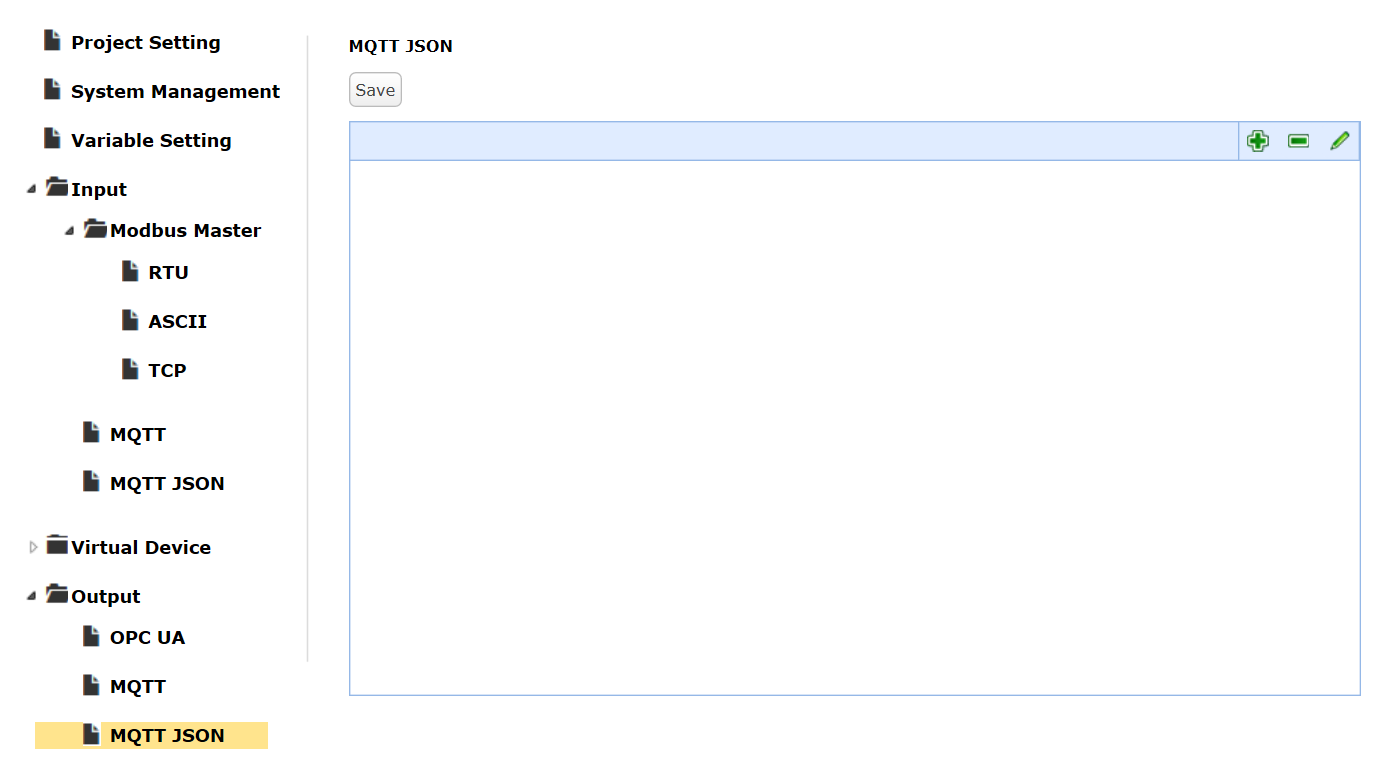 Project Setting
System Management
Variable Setting
Input
Modbus Master
RTU
ASCII
TCP
MQTT
MQTT JSON
Virtual Device
Output
OPC UA
MQTT
MQTT JSON
MQTT JSON
Save